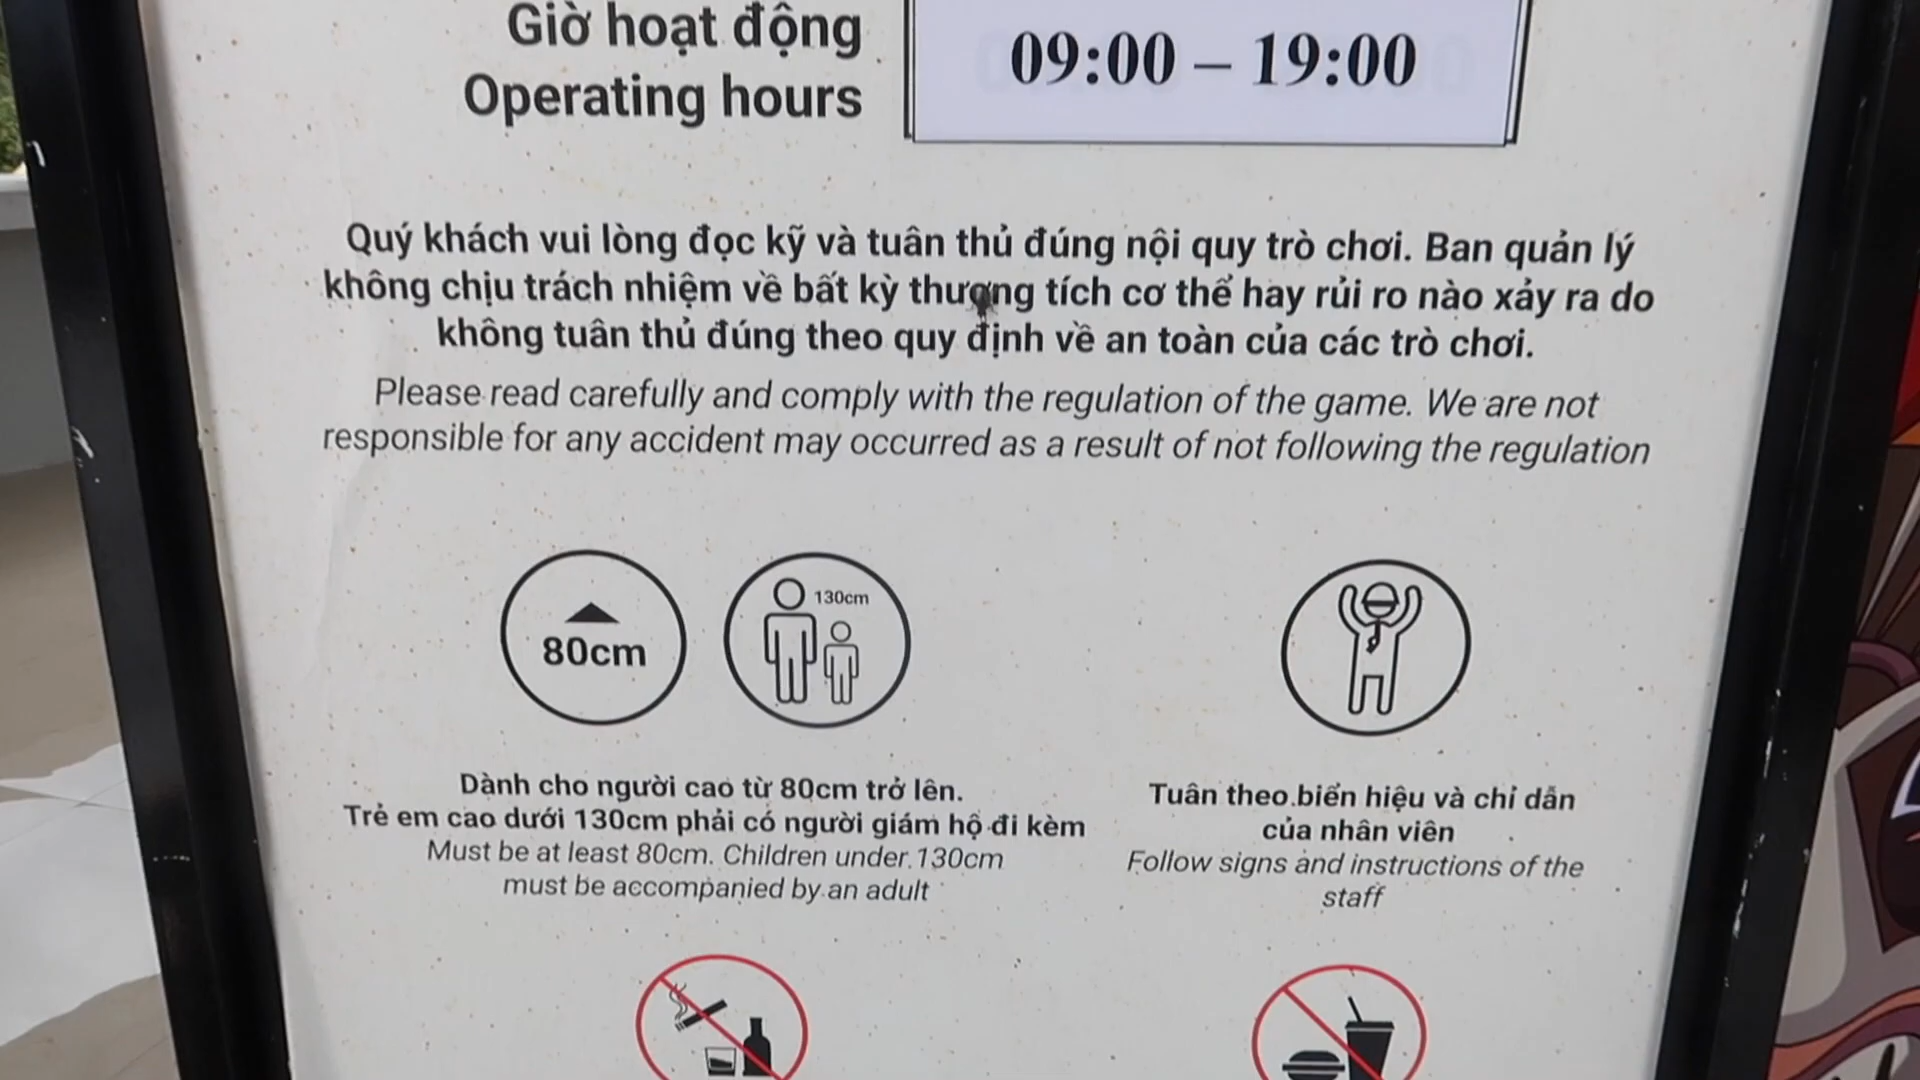 Giờ hoạt động
Operating hours
09:00 – 19:00
Quý khách vui lòng đọc kỹ và tuân thủ đúng nội quy trò chơi. Ban quản lý
không chịu trách nhiệm về bất kỳ thương tích cơ thể hay rủi ro nào xảy ra do
không tuân thủ đúng theo quy định về an toàn của các trò chơi.
Please read carefully and comply with the regulation of the game. We are not
responsible for any accident may occurred as a result of not following the regulation
80cm
130cm
Dành cho người cao từ 80cm trở lên.
Trẻ em cao dưới 130cm phải có người giám hộ đi kèm
Must be at least 80cm. Children under 130cm
must be accompanied by an adult
Tuân theo biển hiệu và chỉ dẫn
của nhân viên
Follow signs and instructions of the
staff